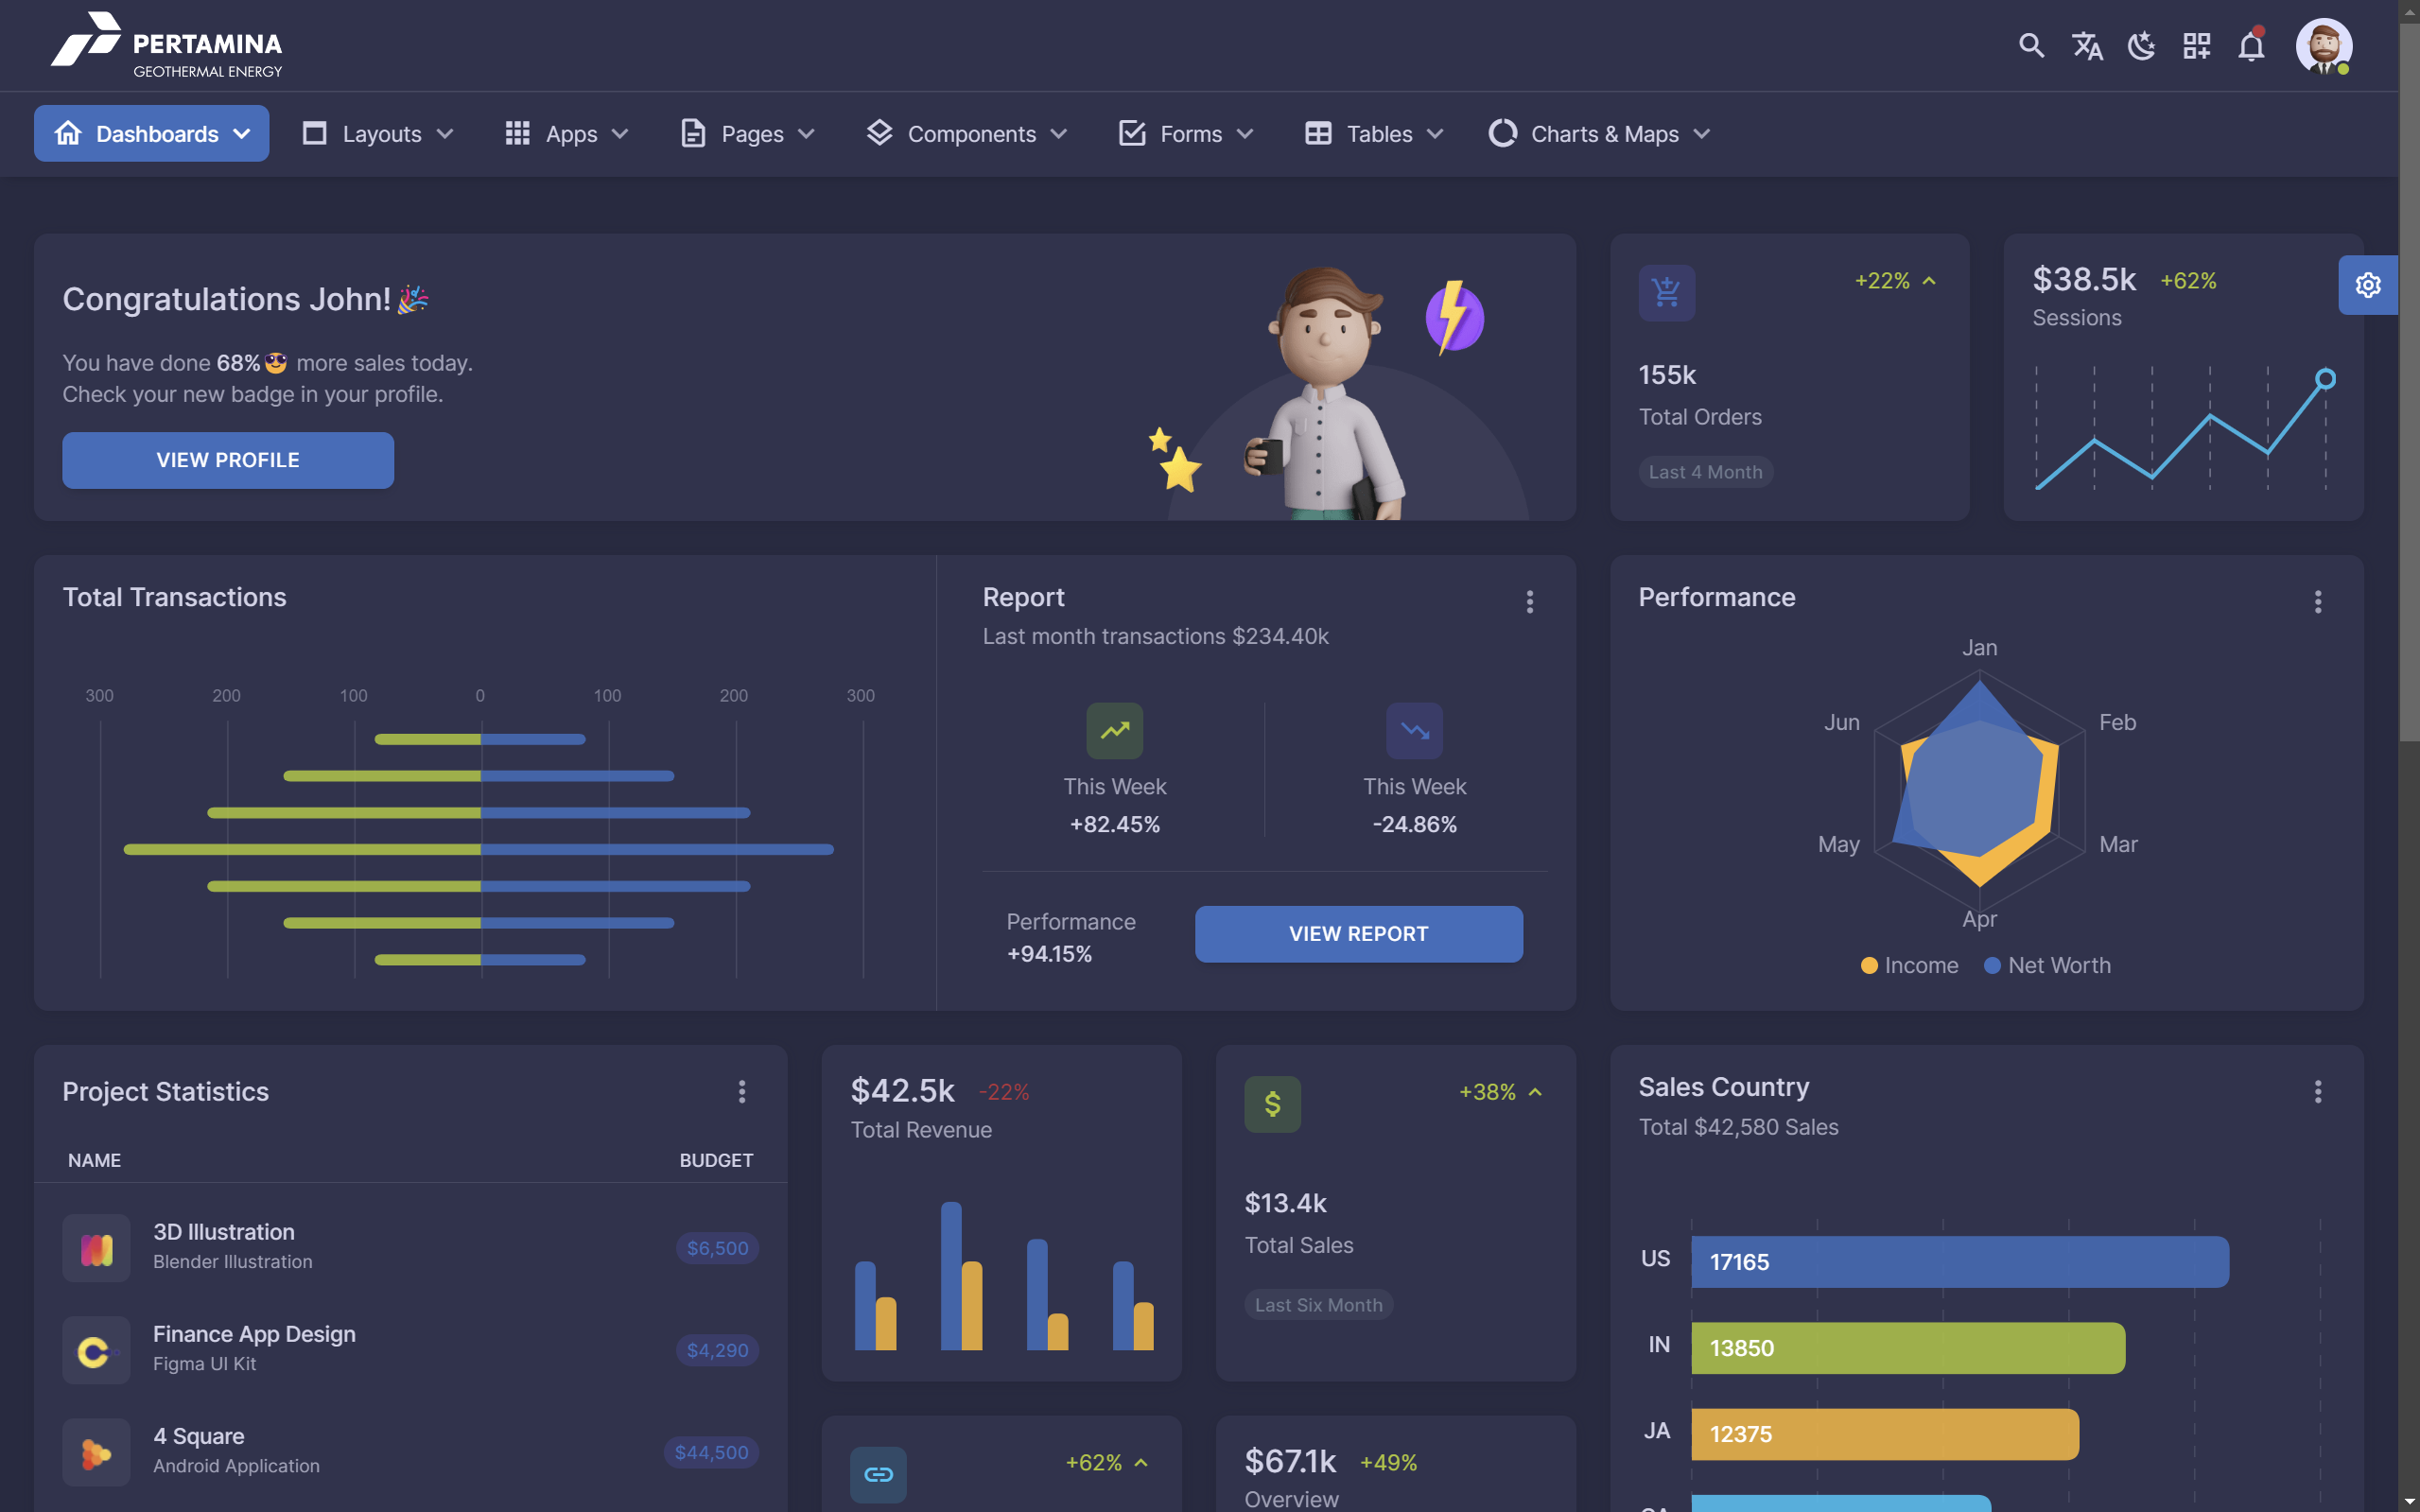 PERTAMINA
GEOTHERMAL ENERGY
Dashboards
Layouts
Apps
Pages
Components
Forms
Tables
Charts & Maps
Congratulations John!🎉
You have done 68%😎 more sales today.
Check your new badge in your profile.
VIEW PROFILE
+22%
155k
Total Orders
Last 4 Month
$38.5k +62%
Sessions
Total Transactions
300 200 100 0 100 200 300
Report
Last month transactions $234.40k
This Week
+82.45%
This Week
-24.86%
Performance
+94.15%
VIEW REPORT
Performance
Jan
Feb
Mar
Apr
May
Jun
Income Net Worth
Project Statistics
NAME BUDGET
3D Illustration
Blender Illustration
$6,500
Finance App Design
Figma UI Kit
$4,290
4 Square
Android Application
$44,500
$42.5k -22%
Total Revenue
+38%
$13.4k
Total Sales
Last Six Month
+62%
$67.1k +49%
Overview
Sales Country
Total $42,580 Sales
US 17165
IN 13850
JA 12375